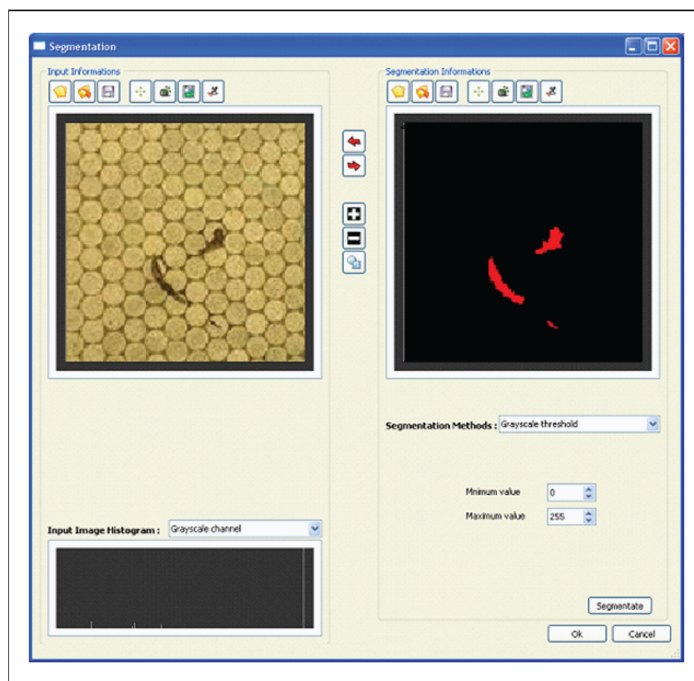 Segmentation
Input Informations
Segmentation Informations
Segmentation Methods : Grayscale threshold
Mnimum value 0
Maximum value 255
Input Image Histogram : Grayscale channel
Segmentate
Ok Cancel